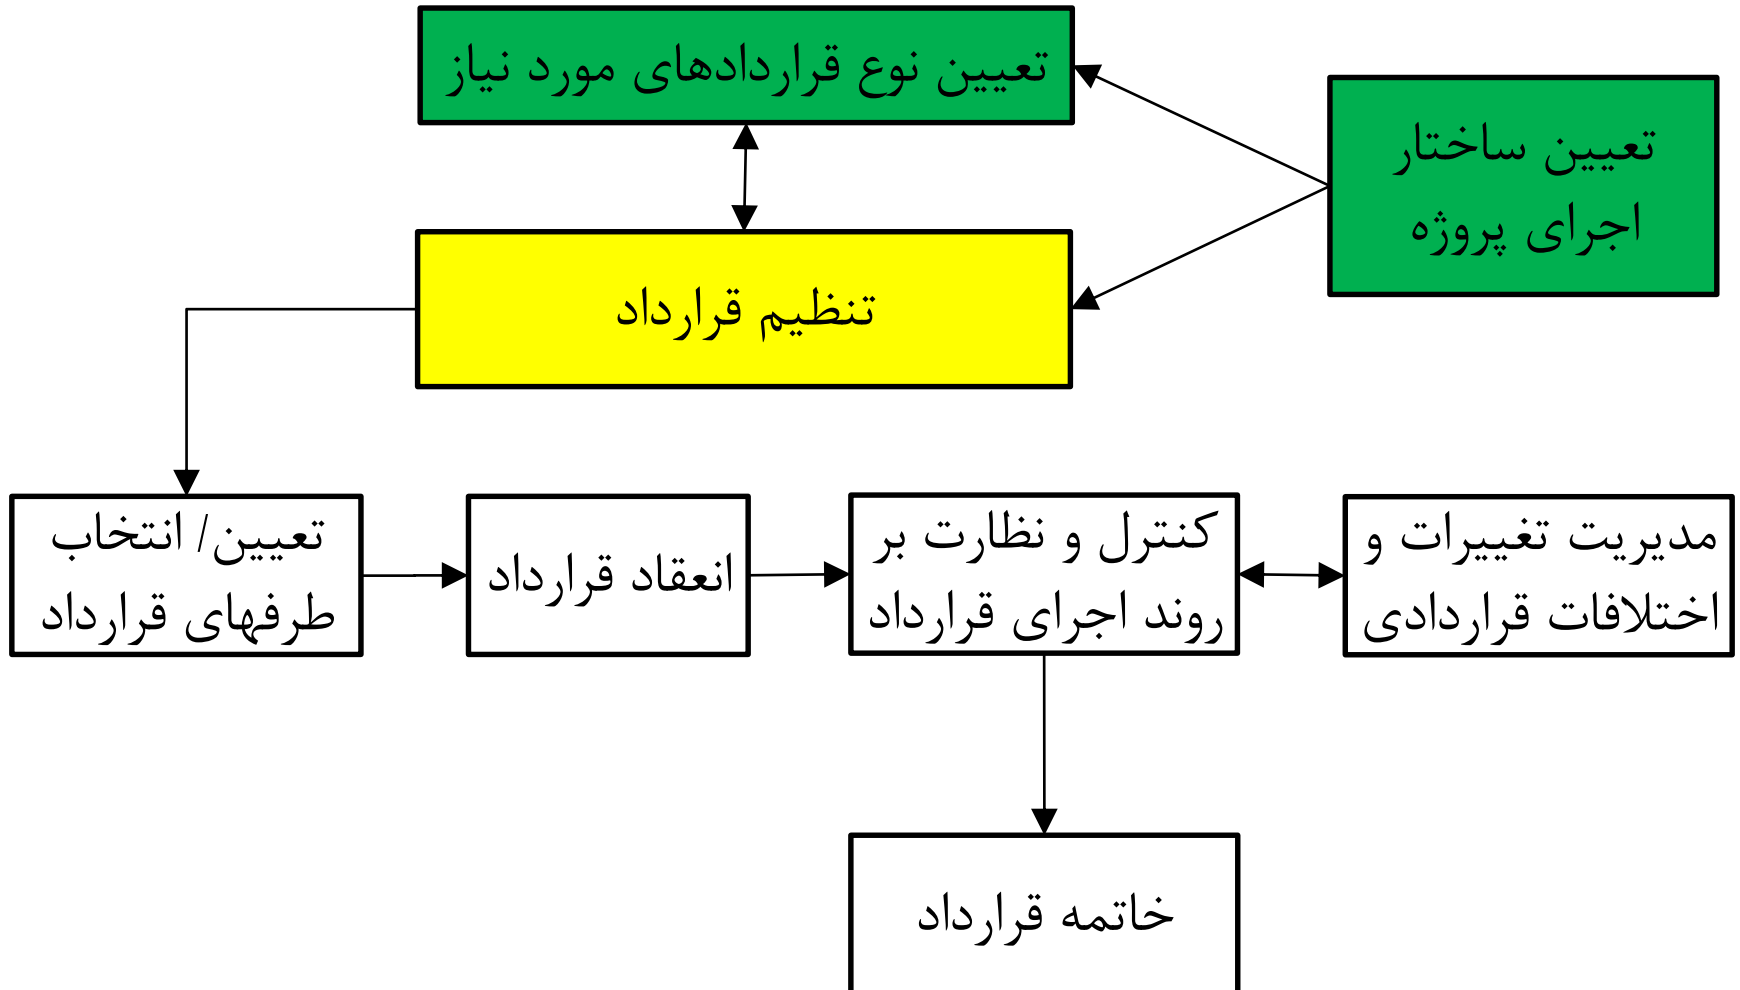 تعیین نوع قراردادهای مورد نیاز
تعیین ساختار
اجرای پروژه
تنظیم قرارداد
تعیین/ انتخاب
طرفهای قرارداد
انعقاد قرارداد
کنترل و نظارت بر
روند اجرای قرارداد
مدیریت تغییرات و
اختلافات قراردادی
خاتمه قرارداد